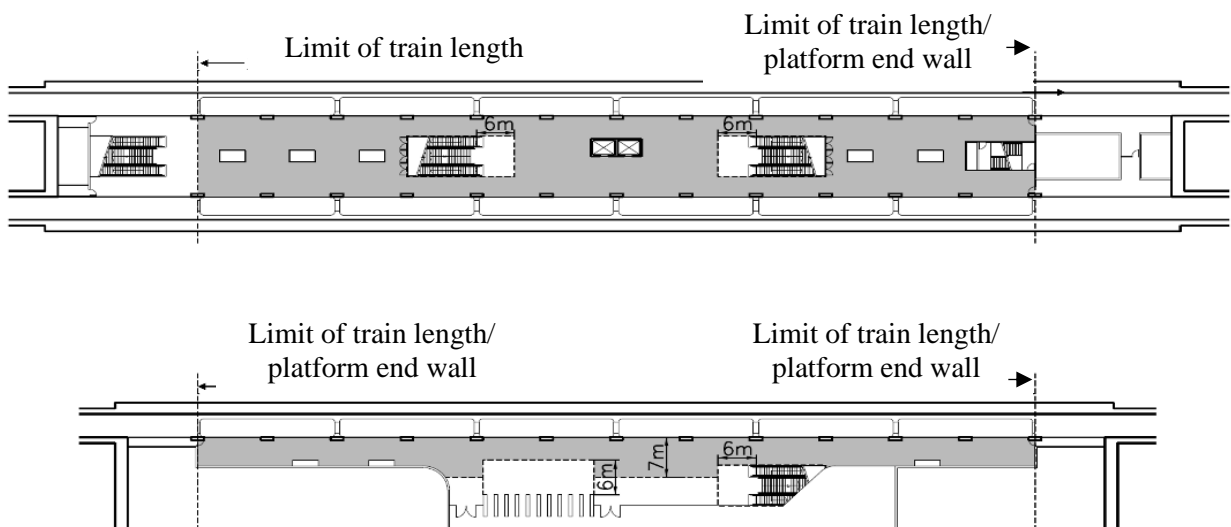 Limit of train length
Limit of train length/
platform end wall
6m
6m
Limit of train length/
platform end wall
Limit of train length/
platform end wall
6m
7m
6m